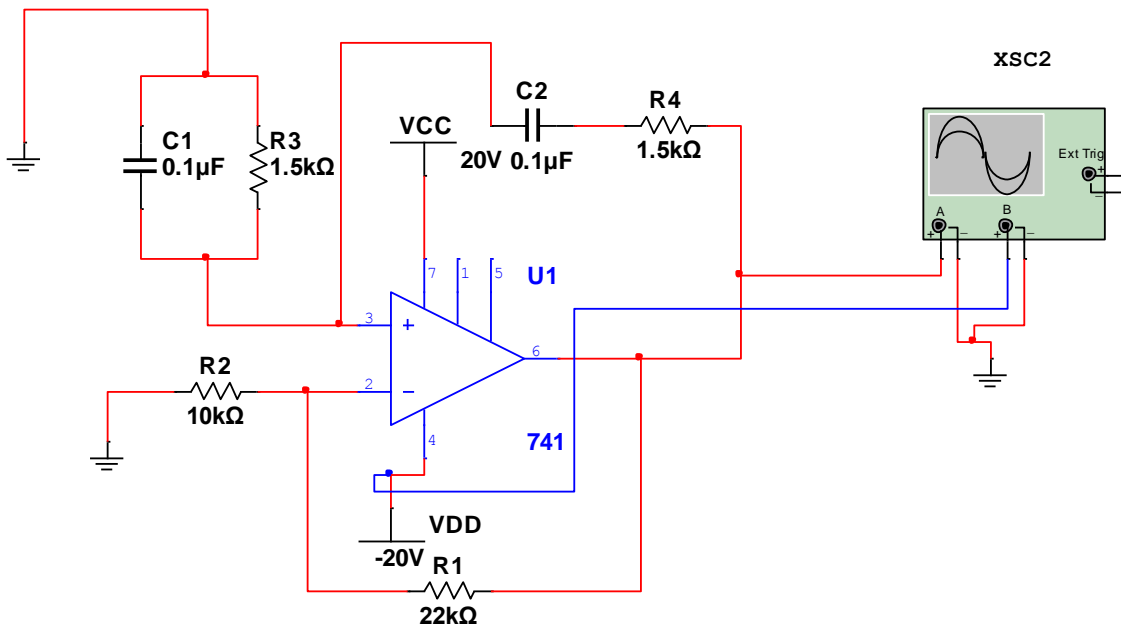 XSC2
C2
R4
VCC
20V 0.1µF
1.5kΩ
C1
0.1µF
R3
1.5kΩ
Ext Trig
+
_
A
B
+
_
+
_
7
1
5
U1
3
+
6
R2
10kΩ
2
−
4
741
VDD
-20V
R1
22kΩ